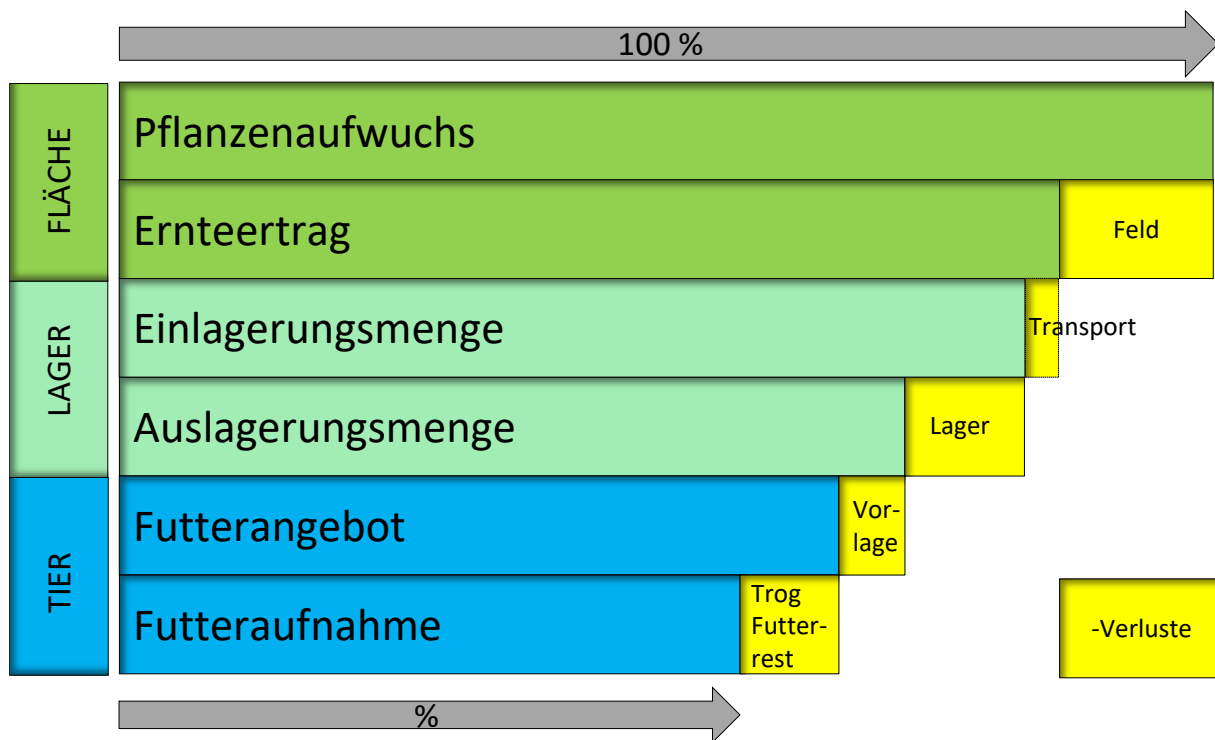 100 %
FLÄCHE
Pflanzenaufwuchs
Ernteertrag
Feld
LAGER
Einlagerungsmenge
Transport
Auslagerungsmenge
Lager
TIER
Futterangebot
Vor-
lage
Futteraufnahme
Trog
Futter-
rest
-Verluste
%